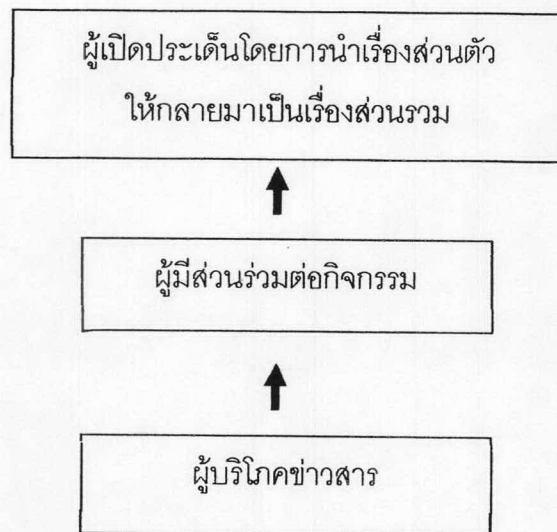 ผู้เปิดประเด็นโดยการนำเรื่องส่วนตัว
ให้กลายมาเป็นเรื่องส่วนรวม
ผู้มีส่วนร่วมต่อกิจกรรม
ผู้บริโภคข่าวสาร